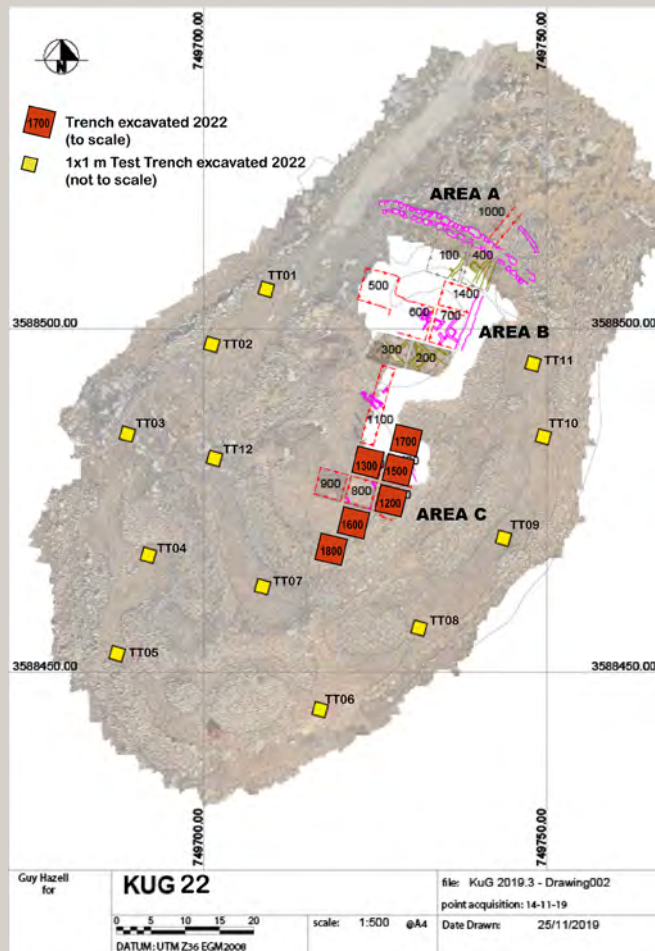 749700
749750
N
1700
Trench excavated 2022
(to scale)
1x1 m Test Trench excavated 2022
(not to scale)
AREA A
1000
100
400
TT01
500
1400
600
700
3588500.00
3588500.00
TT02
AREA B
300
200
TT11
1100
TT03
TT10
1700
TT12
1300
1500
900
800
1200
AREA C
1600
TT09
1800
TT04
TT07
TT08
TT05
3588450.00
3588450.00
TT06
749700
749750
Guy Hazell
for
KUG 22
file: KuG 2019.3 - Drawing002
point acquisition: 14-11-19
0 5 10 15 20
scale: 1:500 @A4
Date Drawn: 25/11/2019
DATUM: UTM Z36 EGM2008